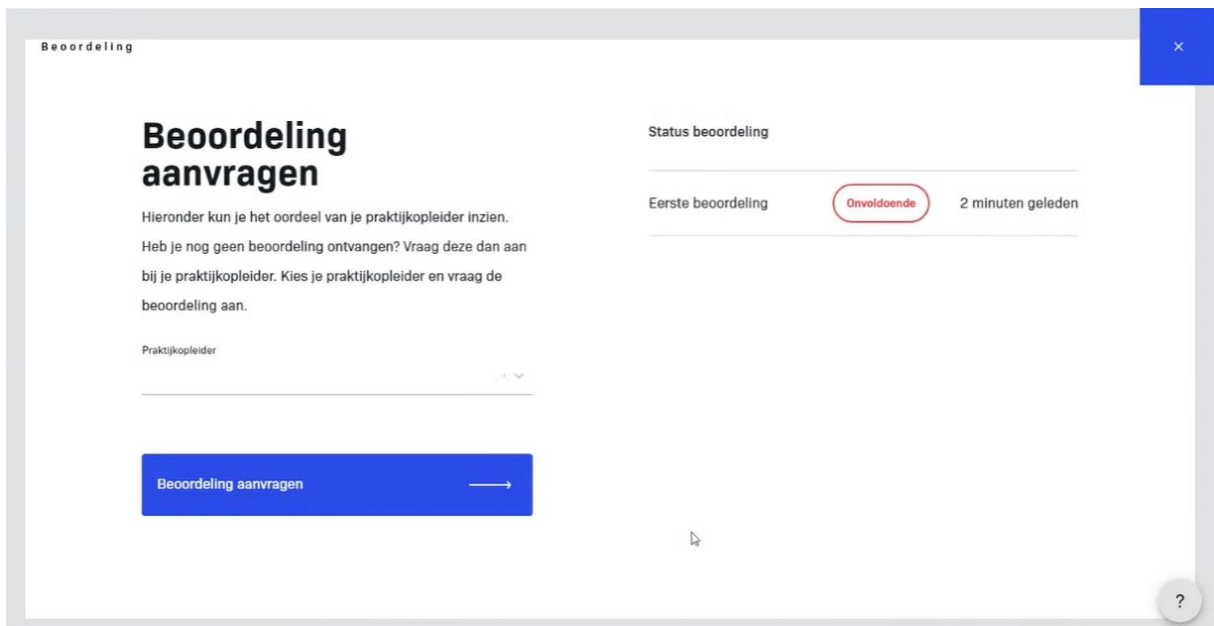 Beoordeling
Beoordeling
aanvragen
Hieronder kun je het oordeel van je praktijkopleider inzien.
Heb je nog geen beoordeling ontvangen? Vraag deze dan aan
bij je praktijkopleider. Kies je praktijkopleider en vraag de
beoordeling aan.
Praktijkopleider
Beoordeling aanvragen
Status beoordeling
Eerste beoordeling Onvoldoende 2 minuten geleden
?